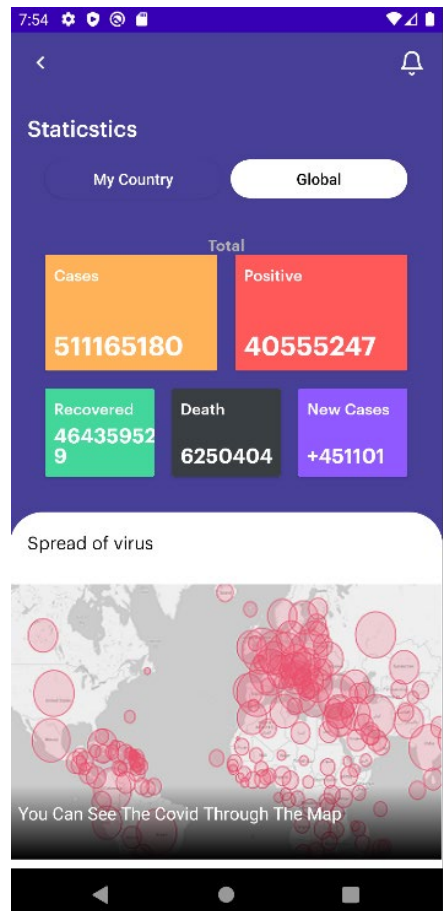 7:54
Staticstics
My Country
Global
Total
Cases
Positive
511165180
40555247
Recovered
46435952
9
Death
6250404
New Cases
+451101
Spread of virus
You Can See The Covid Through The Map